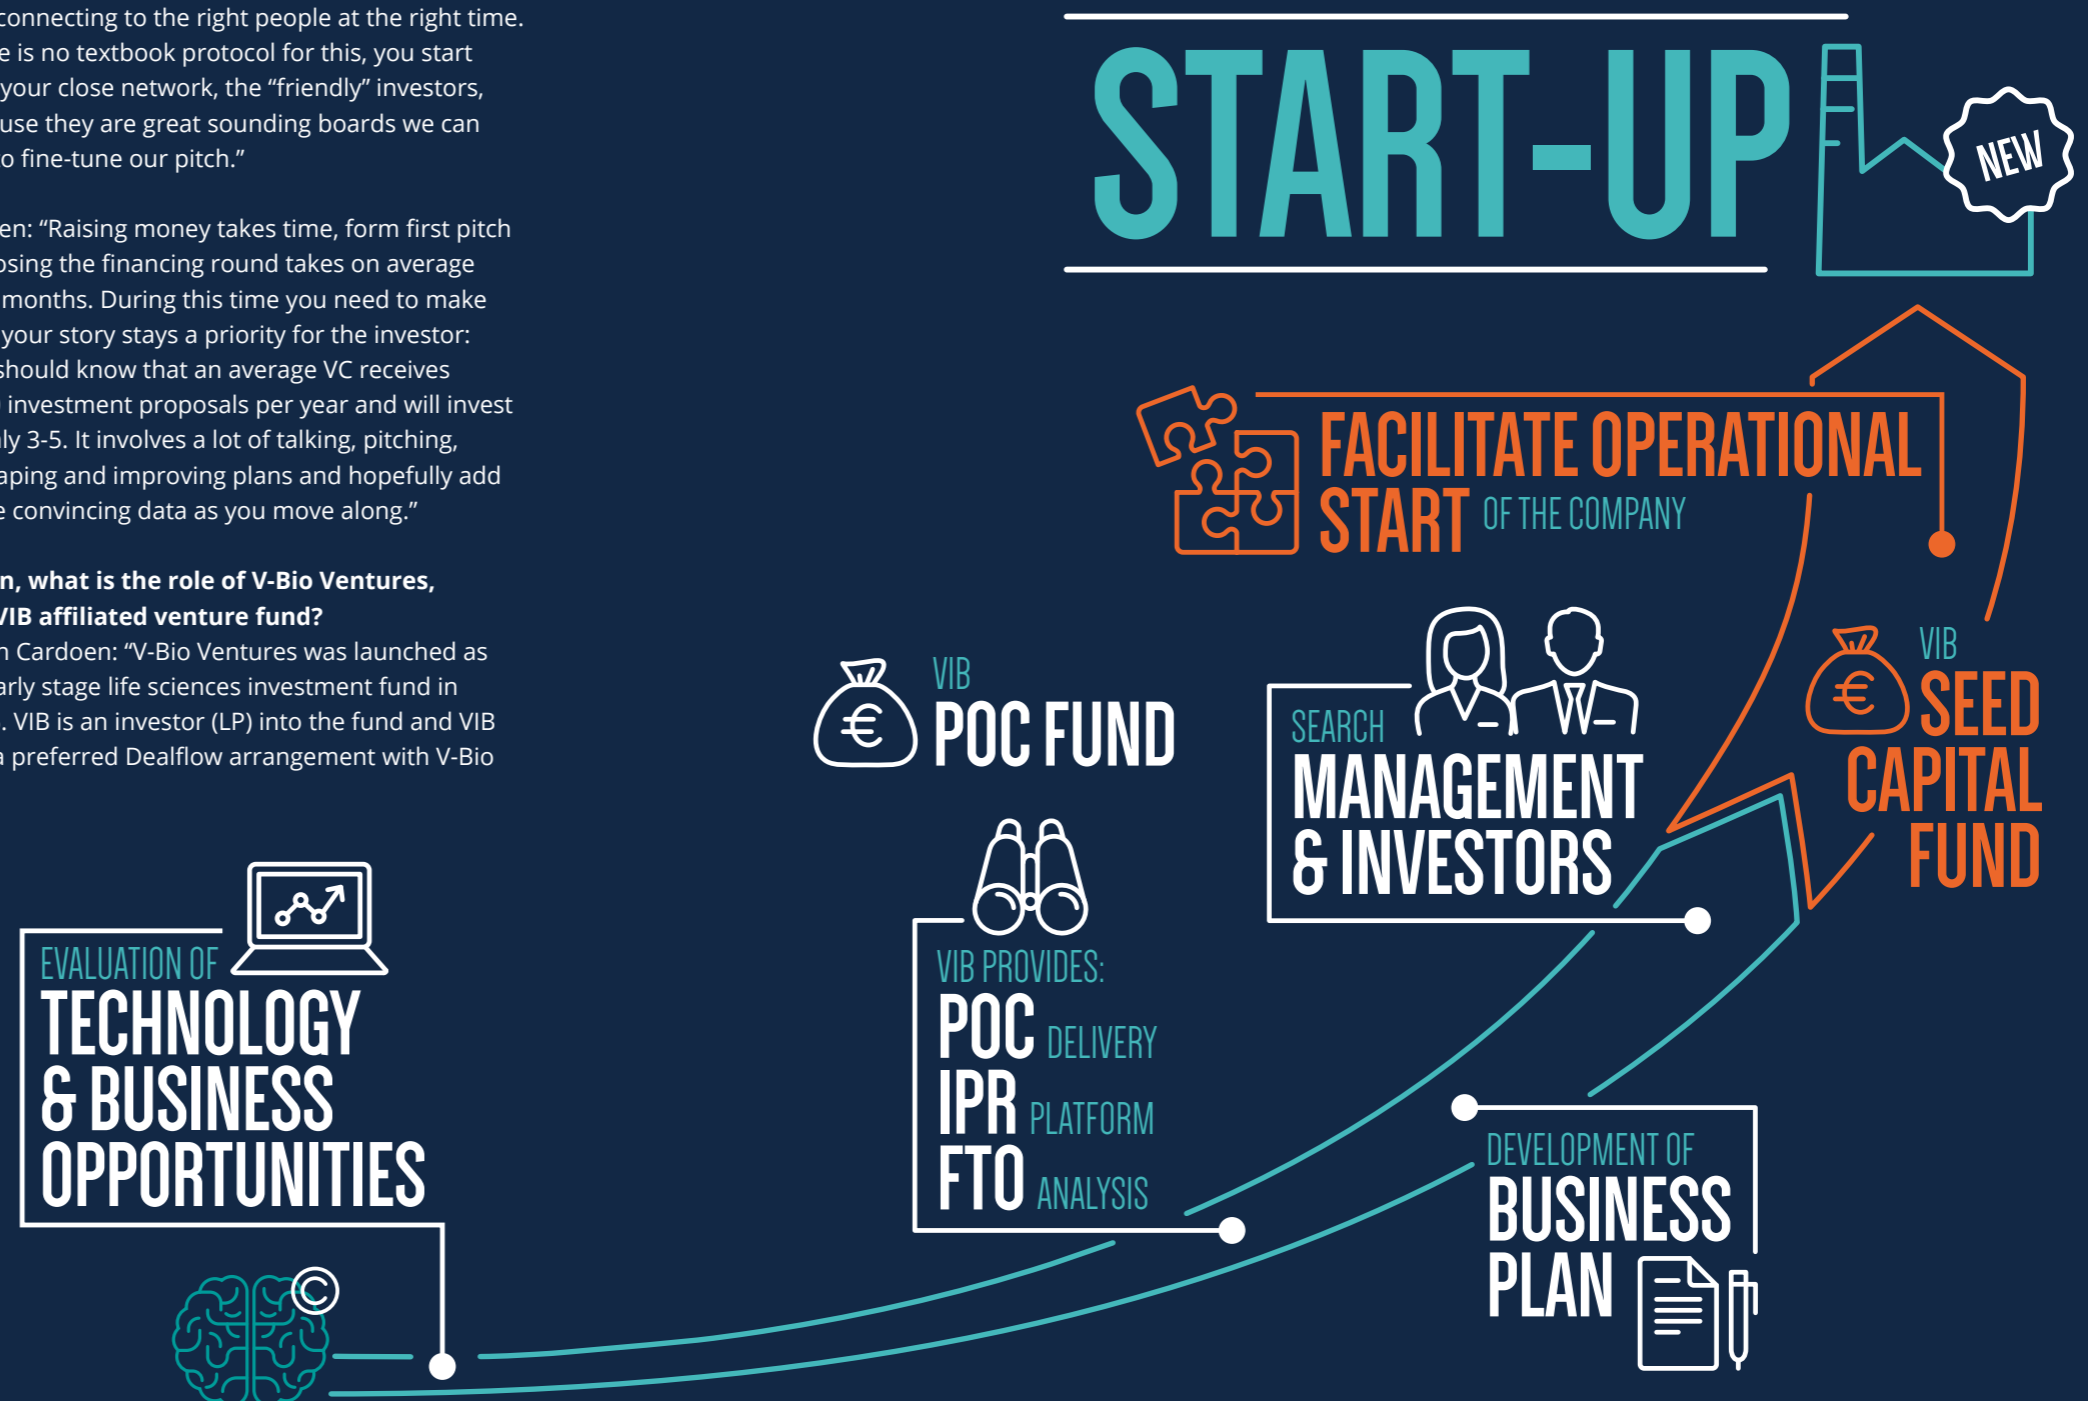 connecting to the right people at the right time.
e is no textbook protocol for this, you start
your close network, the “friendly” investors,
use they are great sounding boards we can
o fine-tune our pitch.”
en: “Raising money takes time, form first pitch
osing the financing round takes on average
months. During this time you need to make
your story stays a priority for the investor:
should know that an average VC receives
investment proposals per year and will invest
ly 3-5. It involves a lot of talking, pitching,
aping and improving plans and hopefully add
e convincing data as you move along.”
n, what is the role of V-Bio Ventures,
VIB affiliated venture fund?
n Cardoen: “V-Bio Ventures was launched as
arly stage life sciences investment fund in
. VIB is an investor (LP) into the fund and VIB
a preferred Dealflow arrangement with V-Bio
START-UP
NEW
FACILITATE OPERATIONAL
START OF THE COMPANY
VIB
SEED
CAPITAL
FUND
€
SEARCH
MANAGEMENT
& INVESTORS
VIB
POC FUND
€
VIB PROVIDES:
POC DELIVERY
IPR PLATFORM
FTO ANALYSIS
DEVELOPMENT OF
BUSINESS
PLAN
EVALUATION OF
TECHNOLOGY
& BUSINESS
OPPORTUNITIES
©